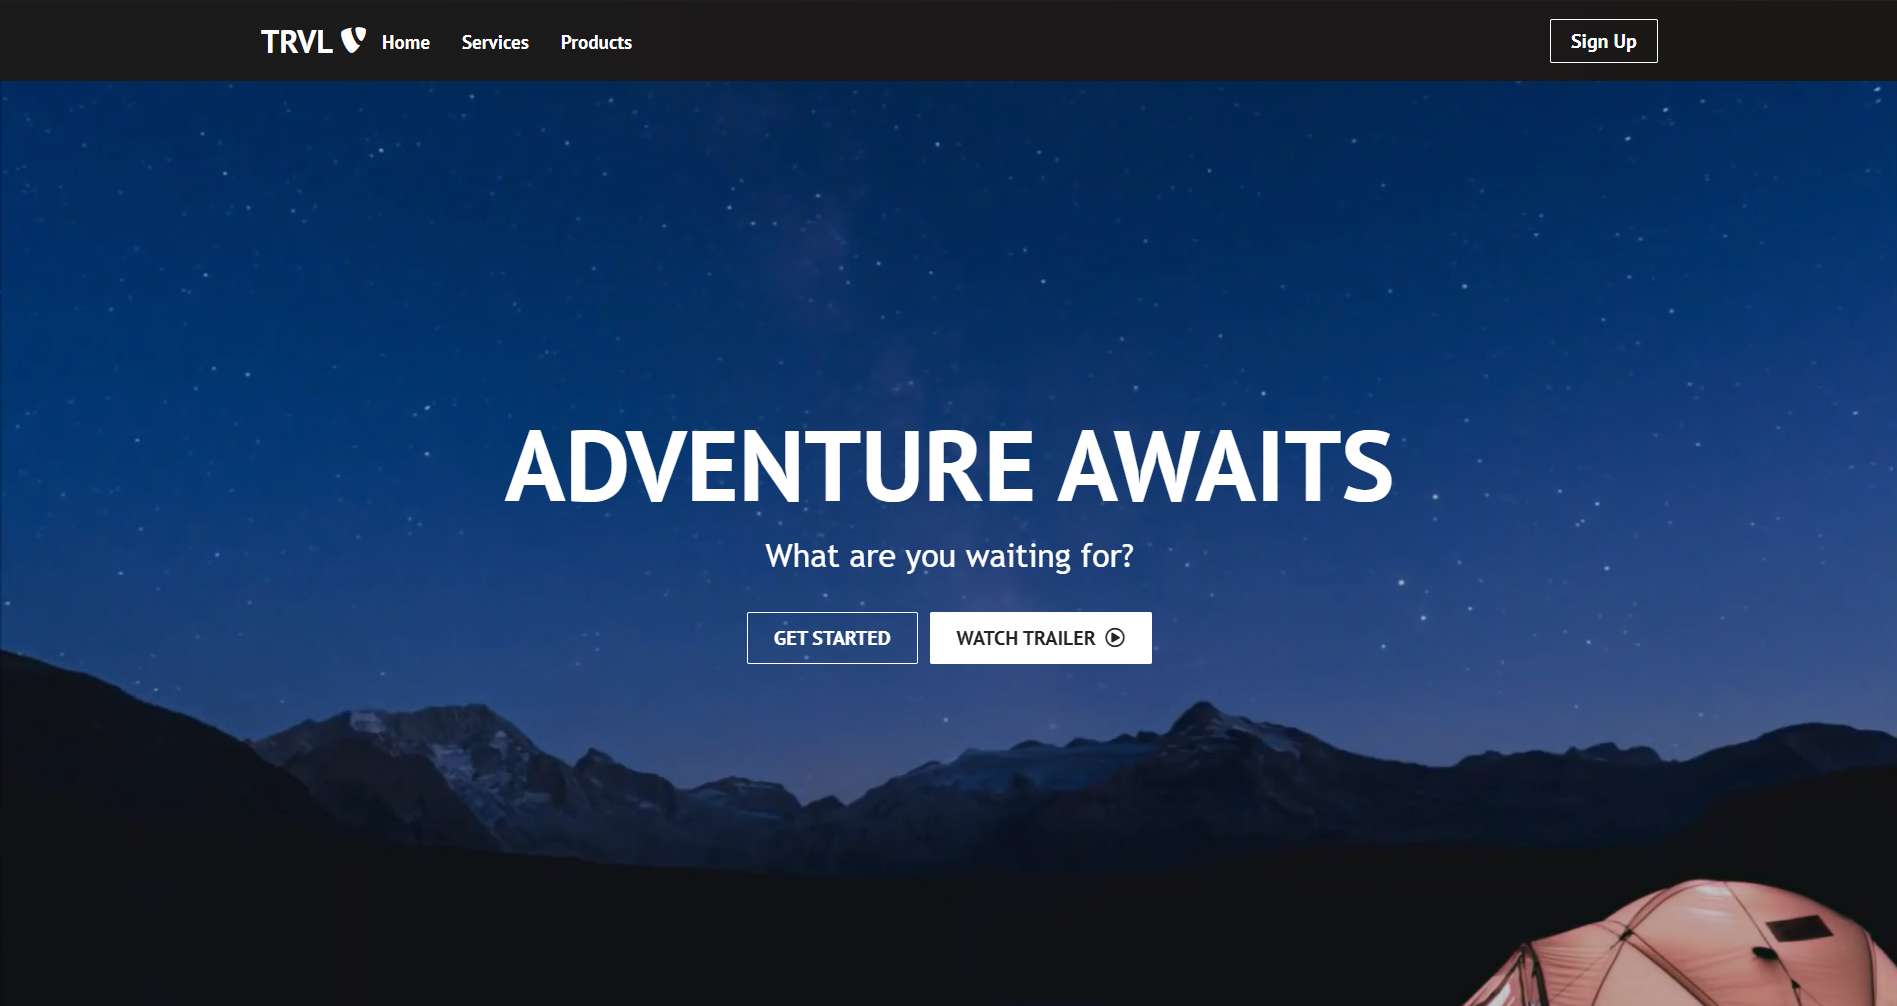 TRVL Home Services Products Sign Up
ADVENTURE AWAITS
What are you waiting for?
GET STARTED WATCH TRAILER